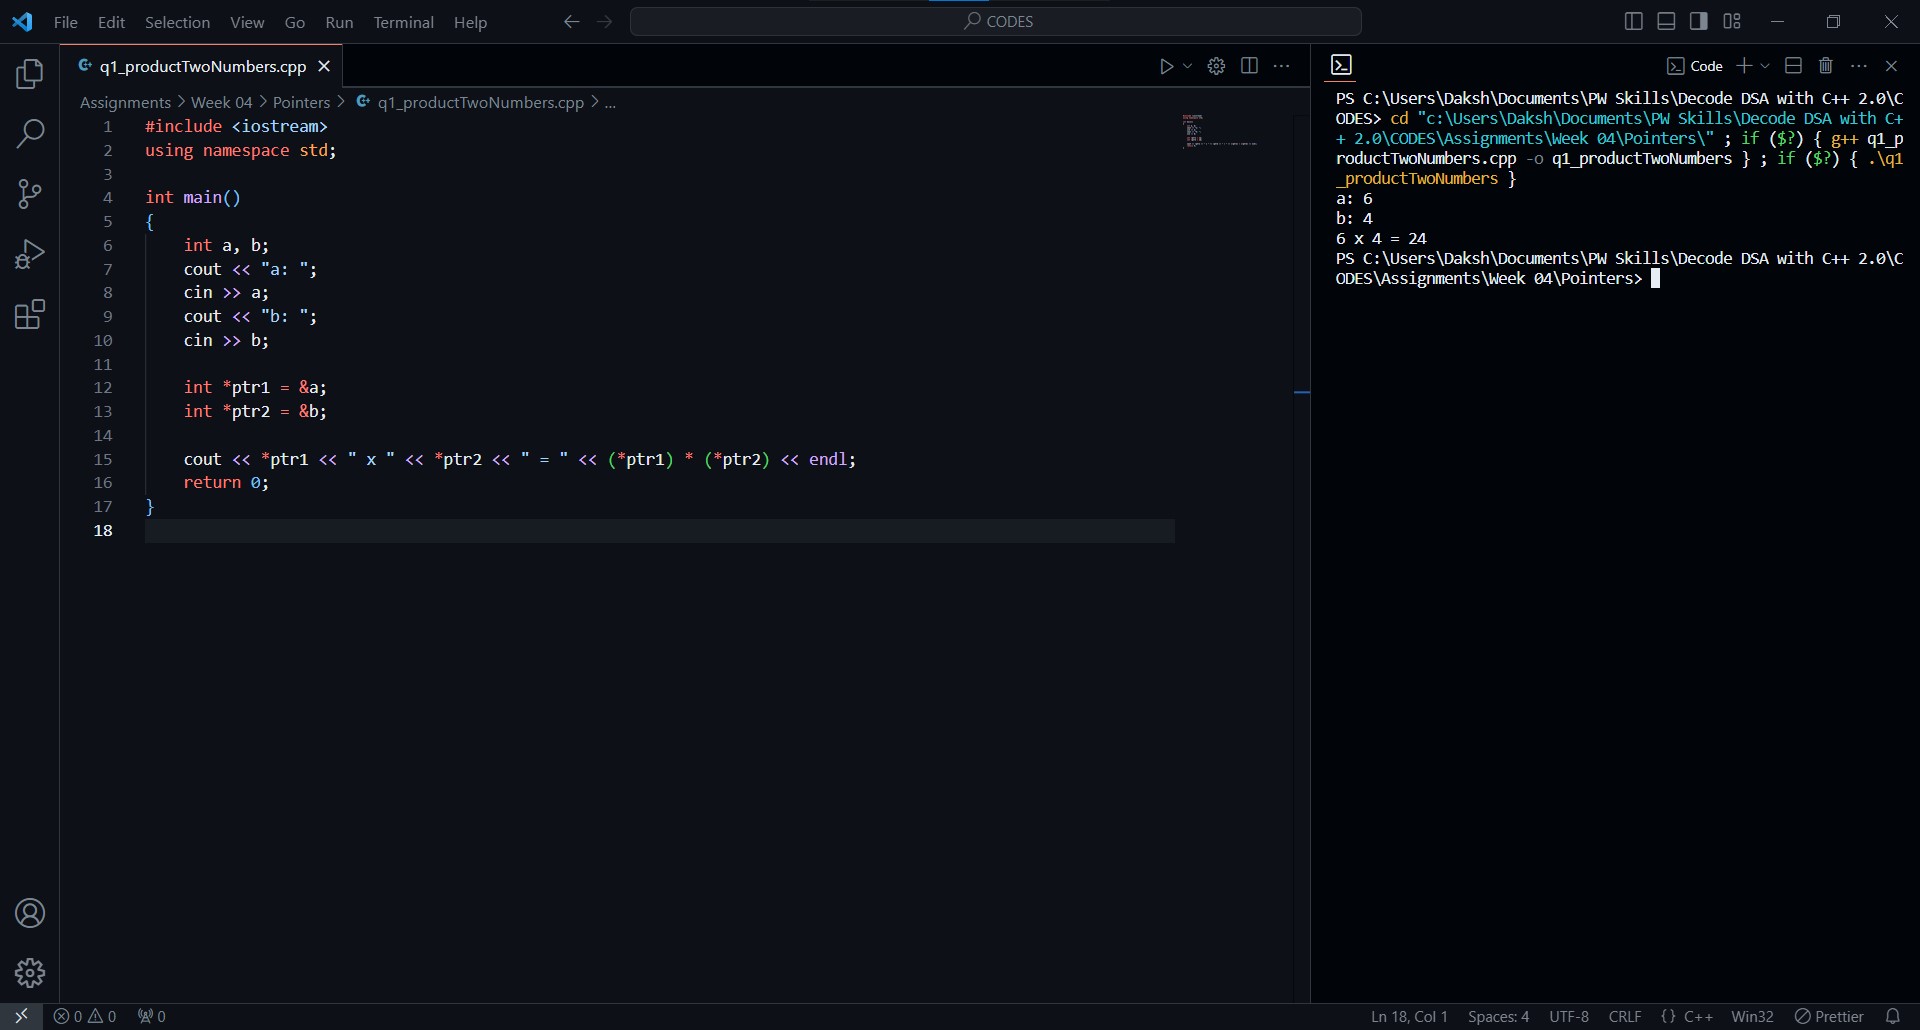 File Edit Selection View Go Run Terminal Help
CODES
q1_productTwoNumbers.cpp
Assignments > Week 04 > Pointers > q1_productTwoNumbers.cpp > ...
1 #include <iostream>
2 using namespace std;
3
4 int main()
5 {
6 int a, b;
7 cout << "a: ";
8 cin >> a;
9 cout << "b: ";
10 cin >> b;
11
12 int *ptr1 = &a;
13 int *ptr2 = &b;
14
15 cout << *ptr1 << " x " << *ptr2 << " = " << (*ptr1) * (*ptr2) << endl;
16 return 0;
17 }
18
Code
PS C:\Users\Daksh\Documents\PW Skills\Decode DSA with C++ 2.0\C
ODES> cd "c:\Users\Daksh\Documents\PW Skills\Decode DSA with C+
+ 2.0\CODES\Assignments\Week 04\Pointers\" ; if ($?) { g++ q1_p
roductTwoNumbers.cpp -o q1_productTwoNumbers } ; if ($?) { .\q1
_productTwoNumbers }
a: 6
b: 4
6 x 4 = 24
PS C:\Users\Daksh\Documents\PW Skills\Decode DSA with C++ 2.0\C
ODES\Assignments\Week 04\Pointers>
0 0 0
Ln 18, Col 1 Spaces: 4 UTF-8 CRLF {} C++ Win32 Prettier